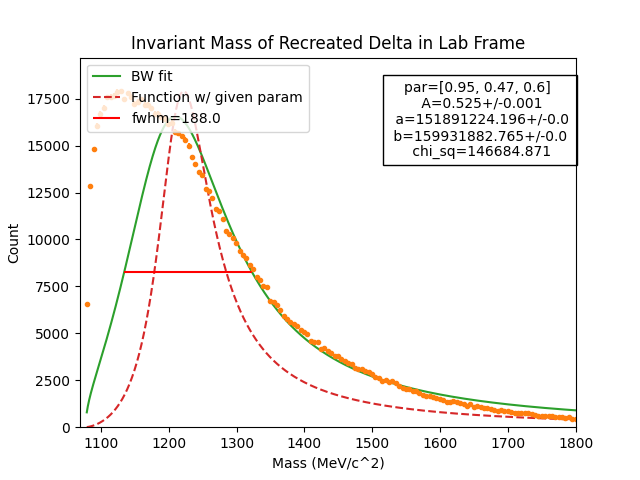 Invariant Mass of Recreated Delta in Lab Frame
BW fit
Function w/ given param
fwhm=188.0
par=[0.95, 0.47, 0.6]
A=0.525+/-0.001
a=151891224.196+/-0.0
b=159931882.765+/-0.0
chi_sq=146684.871
Count
17500
15000
12500
10000
7500
5000
2500
0
1100 1200 1300 1400 1500 1600 1700 1800
Mass (MeV/c^2)